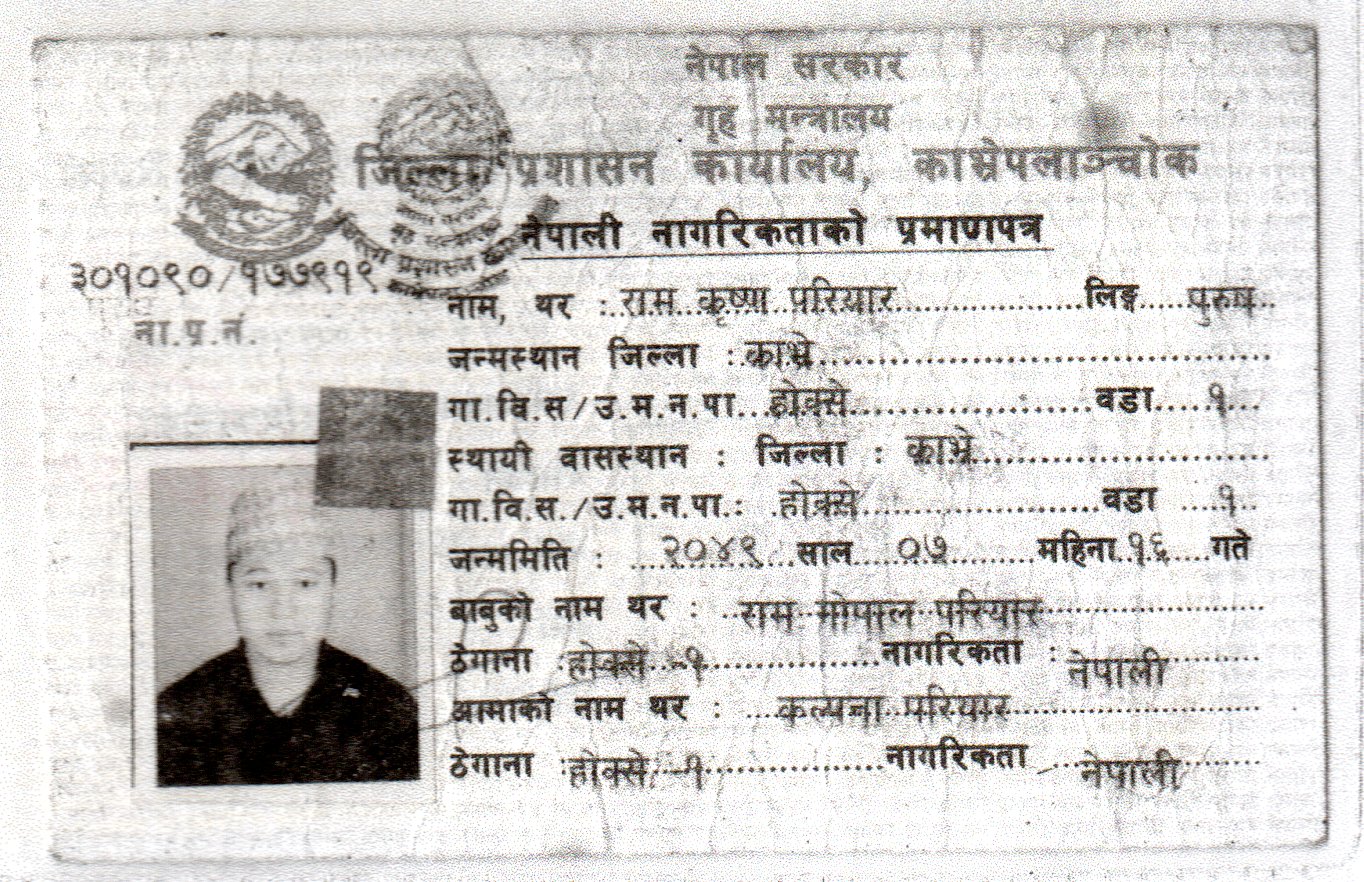 नेपाल सरकार
गृह मन्त्रालय
जिल्ला प्रशासन कार्यालय, काभ्रेपलाञ्चोक
नेपाली नागरिकताको प्रमाणपत्र
३०१०९०/१७७९१९
ना.प्र.नं.
नाम, थर : राम कृष्ण परियार लिङ्ग पुरुष
जन्मस्थान जिल्ला : काभ्रे
गा.वि.स/उ.म.न.पा. होक्से वडा १
स्थायी वासस्थान : जिल्ला : काभ्रे
गा.वि.स./उ.म.न.पा.: होक्से वडा १
जन्ममिति : २०४९ साल ०७ महिना १६ गते
बाबुको नाम थर : राम गोपाल परियार
ठेगाना : होक्से -१ नागरिकता : नेपाली
आमाको नाम थर : कल्पना परियार
ठेगाना : होक्से -१ नागरिकता नेपाली